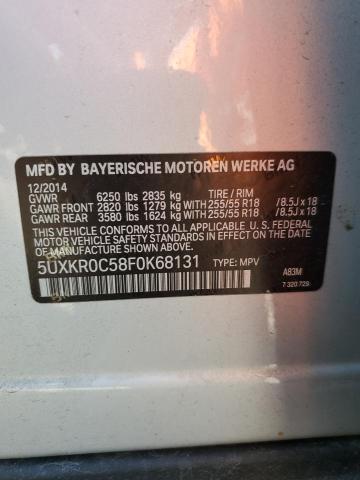 MFD BY BAYERISCHE MOTOREN WERKE AG
12/2014
GVWR 6250 lbs 2835 kg TIRE / RIM
GAWR FRONT 2820 lbs 1279 kg WITH 255/55 R18 /8.5J x 18
GAWR REAR 3580 lbs 1624 kg WITH 255/55 R18 /8.5J x 18
THIS VEHICLE CONFORMS TO ALL APPLICABLE
U.S. FEDERAL MOTOR VEHICLE SAFETY
STANDARDS IN EFFECT ON THE DATE OF
MANUFACTURE SHOWN ABOVE.
5UXKR0C58F0K68131 TYPE: MPV A83M
7 320 729